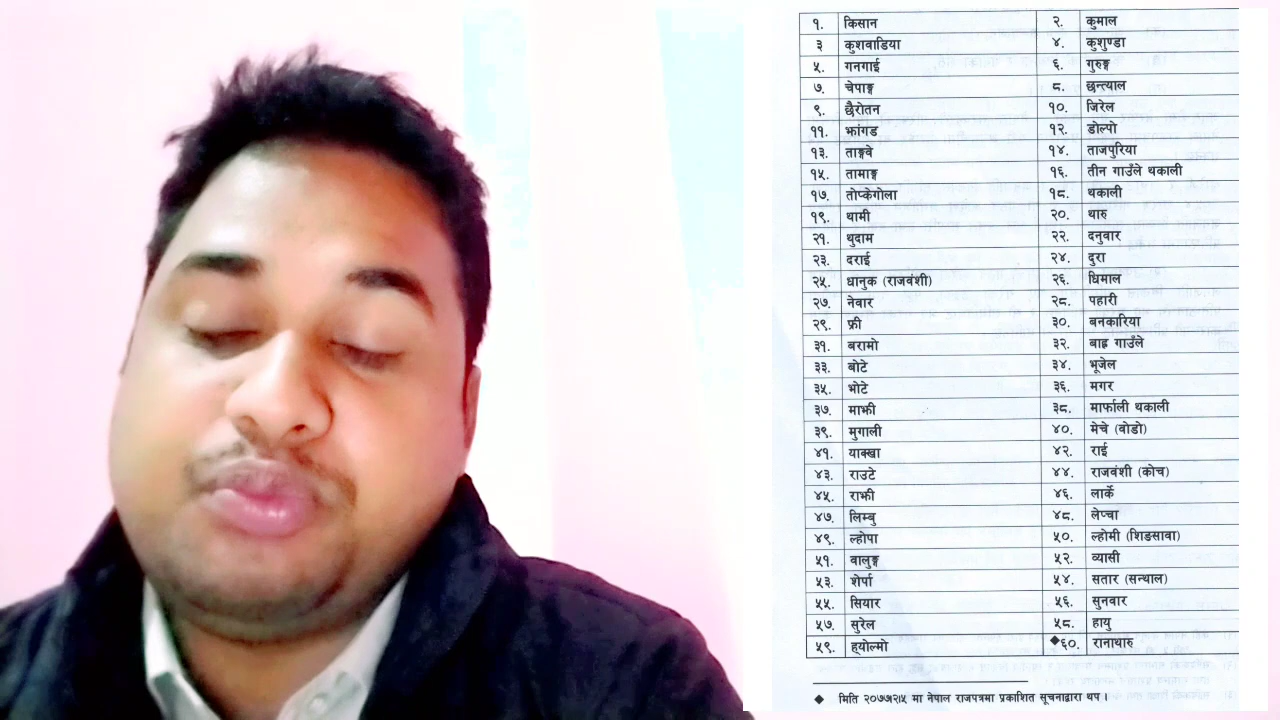 १. किसान २. कुमाल
३ कुशवाडिया ४. कुशुण्डा
५. गनगाई ६. गुरुङ्ग
७. चेपाङ्ग ८. छन्त्याल
९. छैरोतन १०. जिरेल
११. झांगड १२. डोल्पो
१३. ताङ्गवे १४. ताजपुरिया
१५. तामाङ्ग १६. तीन गाउँले थकाली
१७. तोप्केगोला १८. थकाली
१९. थामी २०. थारु
२१. थुदाम २२. दनुवार
२३. दराई २४. दुरा
२५. धानुक (राजवंशी) २६. धिमाल
२७. नेवार २८. पहारी
२९. फ्री ३०. बनकारिया
३१. बरामो ३२. बाह्र गाउँले
३३. बोटे ३४. भूजेल
३५. भोटे ३६. मगर
३७. माझी ३८. मार्फाली थकाली
३९. मुगाली ४०. मेचे (वोडो)
४१. याक्खा ४२. राई
४३. राउटे ४४. राजवंशी (कोच)
४५. राझी ४६. लार्के
४७. लिम्बु ४८. लेप्चा
४९. ल्होपा ५०. ल्होमी (शिङसावा)
५१. वालुङ्ग ५२. व्यासी
५३. शेर्पा ५४. सतार (सन्थाल)
५५. सियार ५६. सुनवार
५७. सुरेल ५८. हायु
५९. ह्योल्मो ◆६०. रानाथारु
◆ मिति २०७७।२।५ मा नेपाल राजपत्रमा प्रकाशित सूचनाद्वारा थप ।